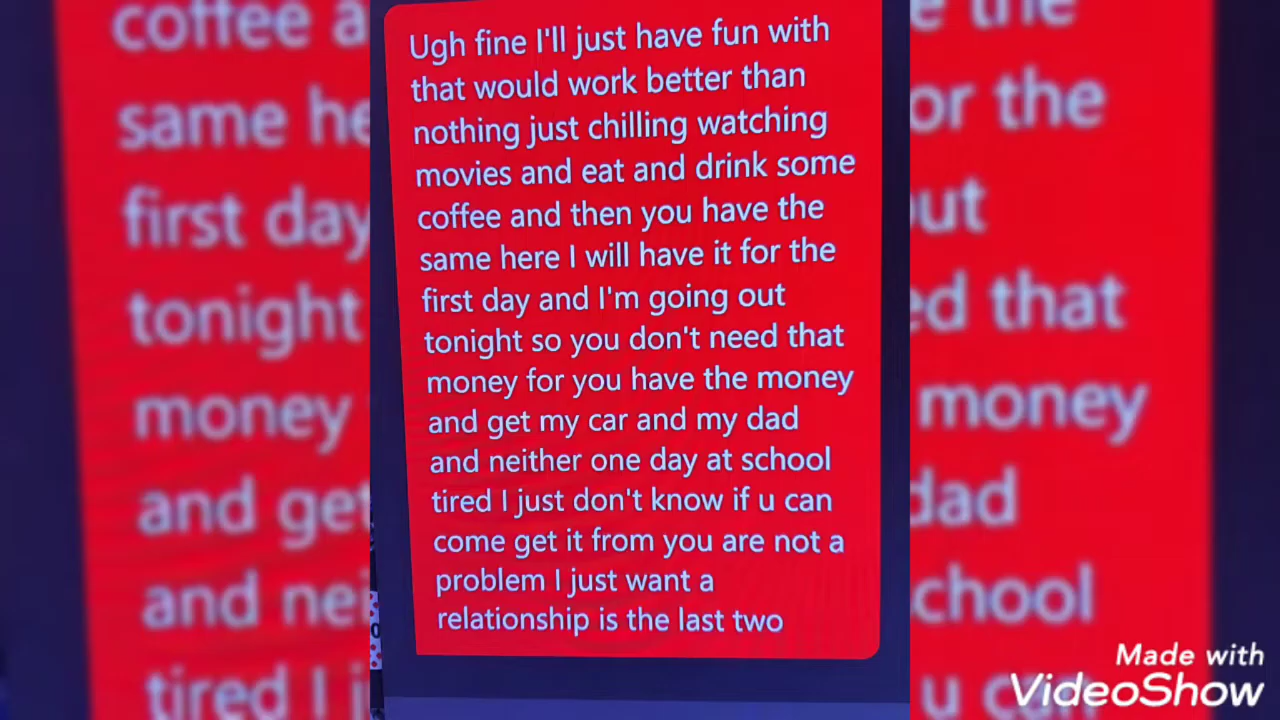 Ugh fine I'll just have fun with
that would work better than
nothing just chilling watching
movies and eat and drink some
coffee and then you have the
same here I will have it for the
first day and I'm going out
tonight so you don't need that
money for you have the money
and get my car and my dad
and neither one day at school
tired I just don't know if u can
come get it from you are not a
problem I just want a
relationship is the last two
Made with
VideoShow